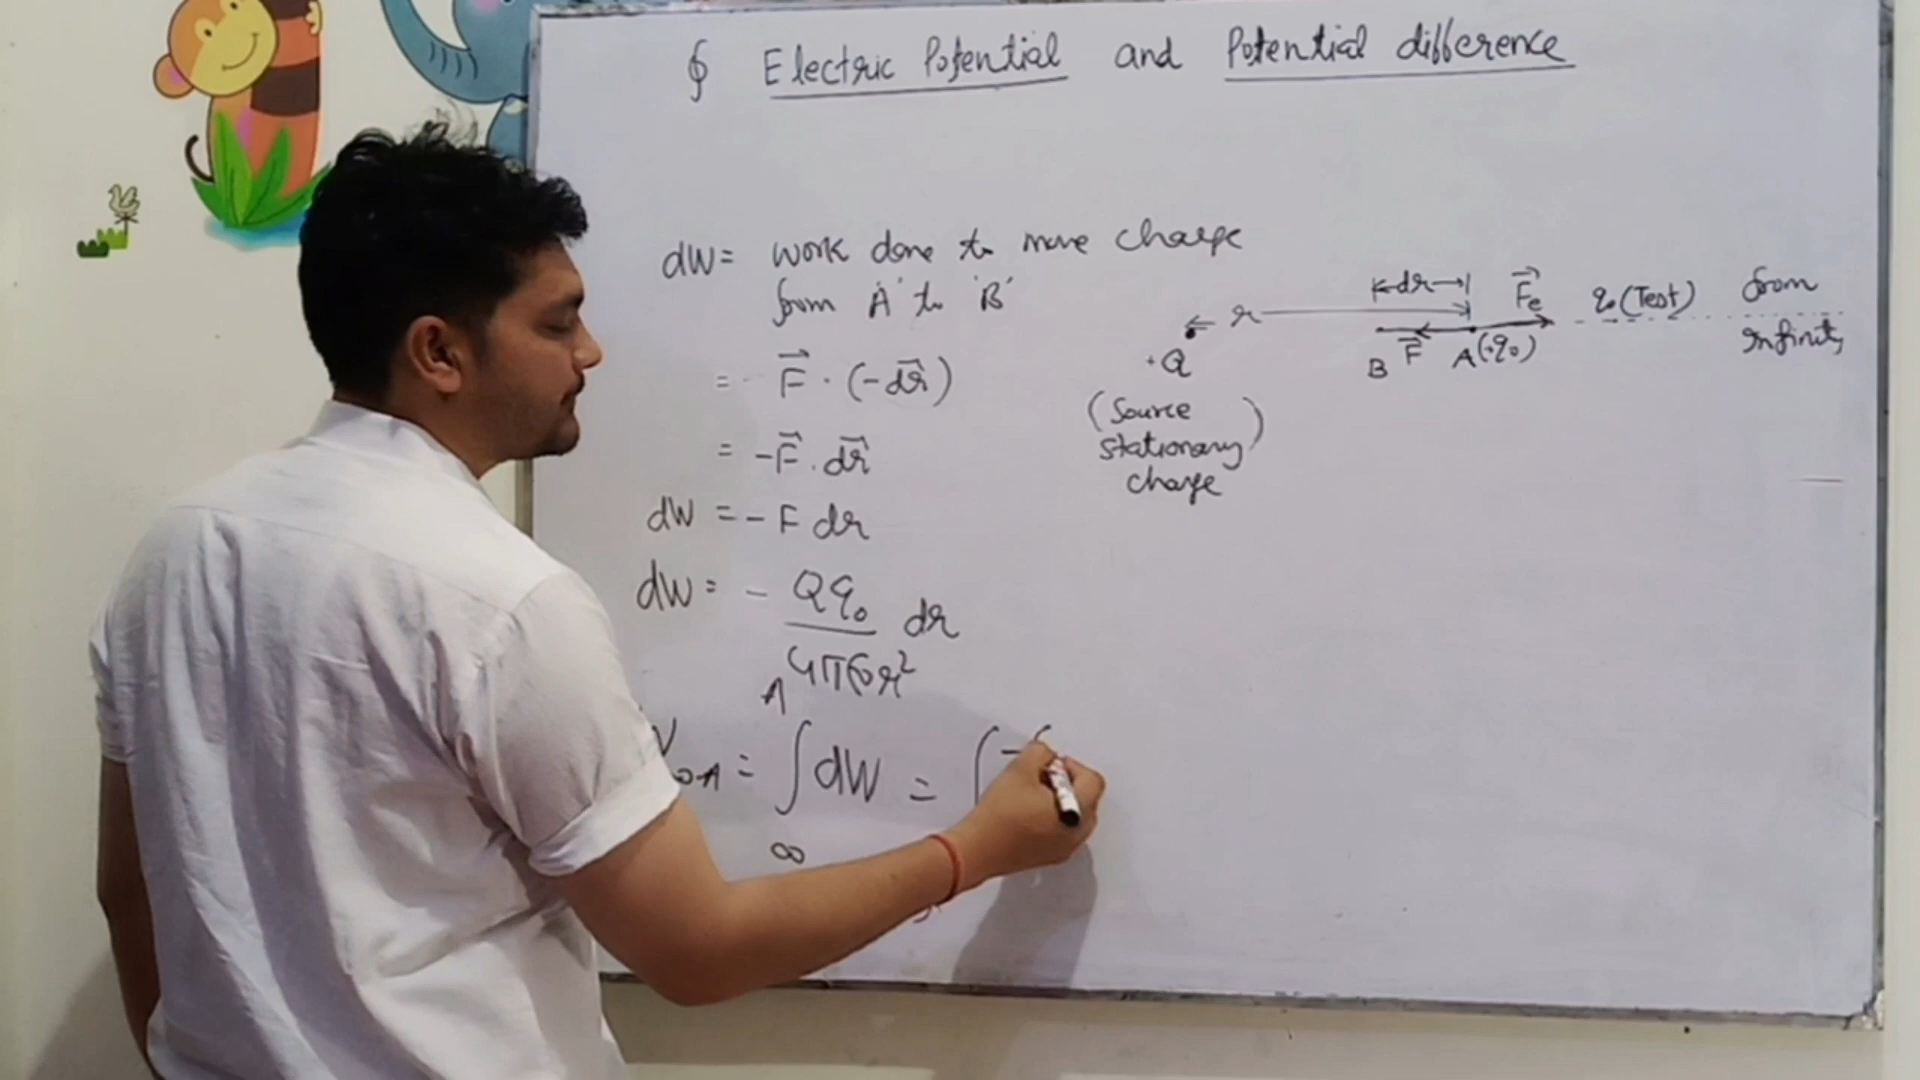 § Electric Potential and Potential difference
dW = work done to move charge
from 'A' to 'B'
= F⃗ · (-dr⃗)
= -F⃗ . dr⃗
dW = - F dr
dW = - Qq₀ / 4πε₀r² dr
W∞-A = ∫ dW = ( - (
A
∞
dr
F⃗e
q₀ (Test)
from
infinity
r
B F⃗ A(+q₀)
+Q
(Source
stationary)
charge